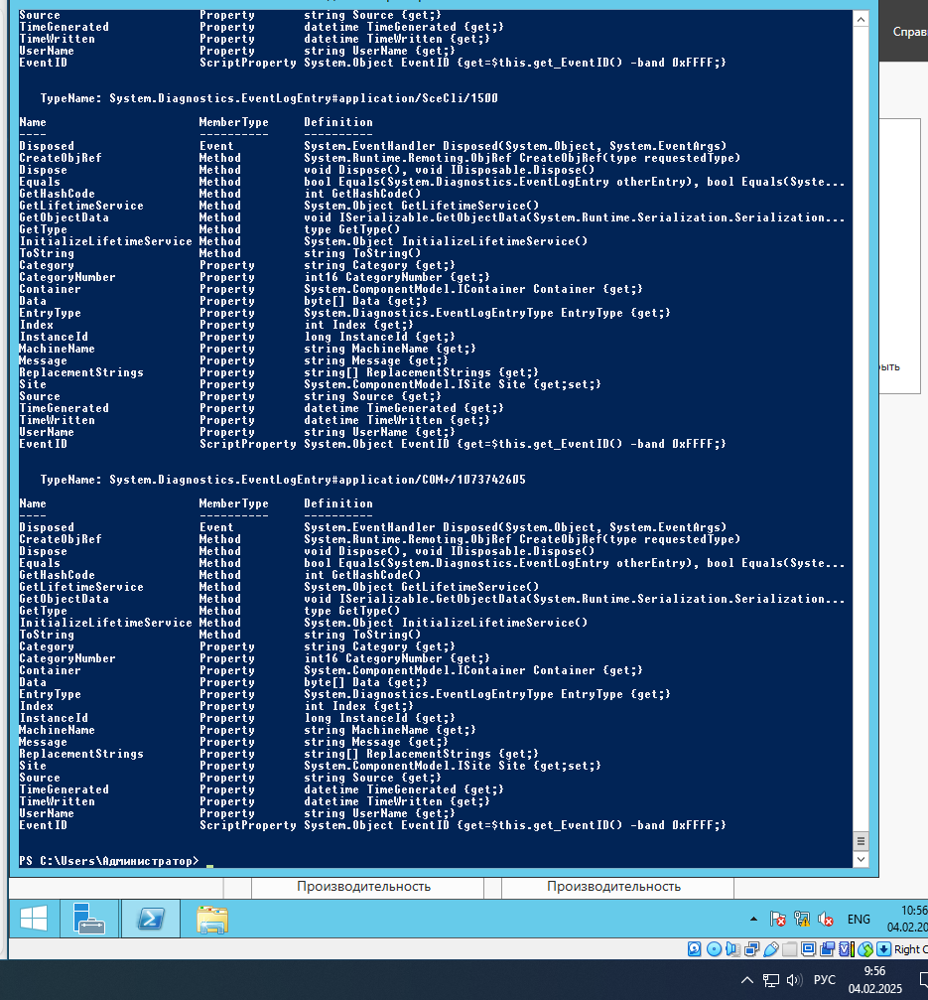 Source Property string Source {get;}
TimeGenerated Property datetime TimeGenerated {get;}
TimeWritten Property datetime TimeWritten {get;}
UserName Property string UserName {get;}
EventID ScriptProperty System.Object EventID {get=$this.get_EventID() -band 0xFFFF;}
Справ
TypeName: System.Diagnostics.EventLogEntry#application/SceCli/1500
Name MemberType Definition
---- ---------- ----------
Disposed Event System.EventHandler Disposed(System.Object, System.EventArgs)
CreateObjRef Method System.Runtime.Remoting.ObjRef CreateObjRef(type requestedType)
Dispose Method void Dispose(), void IDisposable.Dispose()
Equals Method bool Equals(System.Diagnostics.EventLogEntry otherEntry), bool Equals(Syste...
GetHashCode Method int GetHashCode()
GetLifetimeService Method System.Object GetLifetimeService()
GetObjectData Method void ISerializable.GetObjectData(System.Runtime.Serialization.Serialization...
GetType Method type GetType()
InitializeLifetimeService Method System.Object InitializeLifetimeService()
ToString Method string ToString()
Category Property string Category {get;}
CategoryNumber Property int16 CategoryNumber {get;}
Container Property System.ComponentModel.IContainer Container {get;}
Data Property byte[] Data {get;}
EntryType Property System.Diagnostics.EventLogEntryType EntryType {get;}
Index Property int Index {get;}
InstanceId Property long InstanceId {get;}
MachineName Property string MachineName {get;}
Message Property string Message {get;}
ReplacementStrings Property string[] ReplacementStrings {get;}
ыть
Site Property System.ComponentModel.ISite Site {get;set;}
Source Property string Source {get;}
TimeGenerated Property datetime TimeGenerated {get;}
TimeWritten Property datetime TimeWritten {get;}
UserName Property string UserName {get;}
EventID ScriptProperty System.Object EventID {get=$this.get_EventID() -band 0xFFFF;}
TypeName: System.Diagnostics.EventLogEntry#application/COM+/1073742605
Name MemberType Definition
---- ---------- ----------
Disposed Event System.EventHandler Disposed(System.Object, System.EventArgs)
CreateObjRef Method System.Runtime.Remoting.ObjRef CreateObjRef(type requestedType)
Dispose Method void Dispose(), void IDisposable.Dispose()
Equals Method bool Equals(System.Diagnostics.EventLogEntry otherEntry), bool Equals(Syste...
GetHashCode Method int GetHashCode()
GetLifetimeService Method System.Object GetLifetimeService()
GetObjectData Method void ISerializable.GetObjectData(System.Runtime.Serialization.Serialization...
GetType Method type GetType()
InitializeLifetimeService Method System.Object InitializeLifetimeService()
ToString Method string ToString()
Category Property string Category {get;}
CategoryNumber Property int16 CategoryNumber {get;}
Container Property System.ComponentModel.IContainer Container {get;}
Data Property byte[] Data {get;}
EntryType Property System.Diagnostics.EventLogEntryType EntryType {get;}
Index Property int Index {get;}
InstanceId Property long InstanceId {get;}
MachineName Property string MachineName {get;}
Message Property string Message {get;}
ReplacementStrings Property string[] ReplacementStrings {get;}
Site Property System.ComponentModel.ISite Site {get;set;}
Source Property string Source {get;}
TimeGenerated Property datetime TimeGenerated {get;}
TimeWritten Property datetime TimeWritten {get;}
UserName Property string UserName {get;}
EventID ScriptProperty System.Object EventID {get=$this.get_EventID() -band 0xFFFF;}
PS C:\Users\Администратор> _
Производительность Производительность
ENG 10:56
04.02.20
Right C
РУС 9:56
04.02.2025